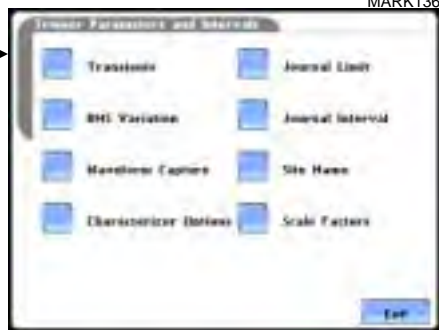 MARK136
Trigger Parameters and Intervals
Transients
Journal Limit
RMS Variation
Journal Interval
Waveform Capture
Site Name
Characterizer Options
Scale Factors
Exit